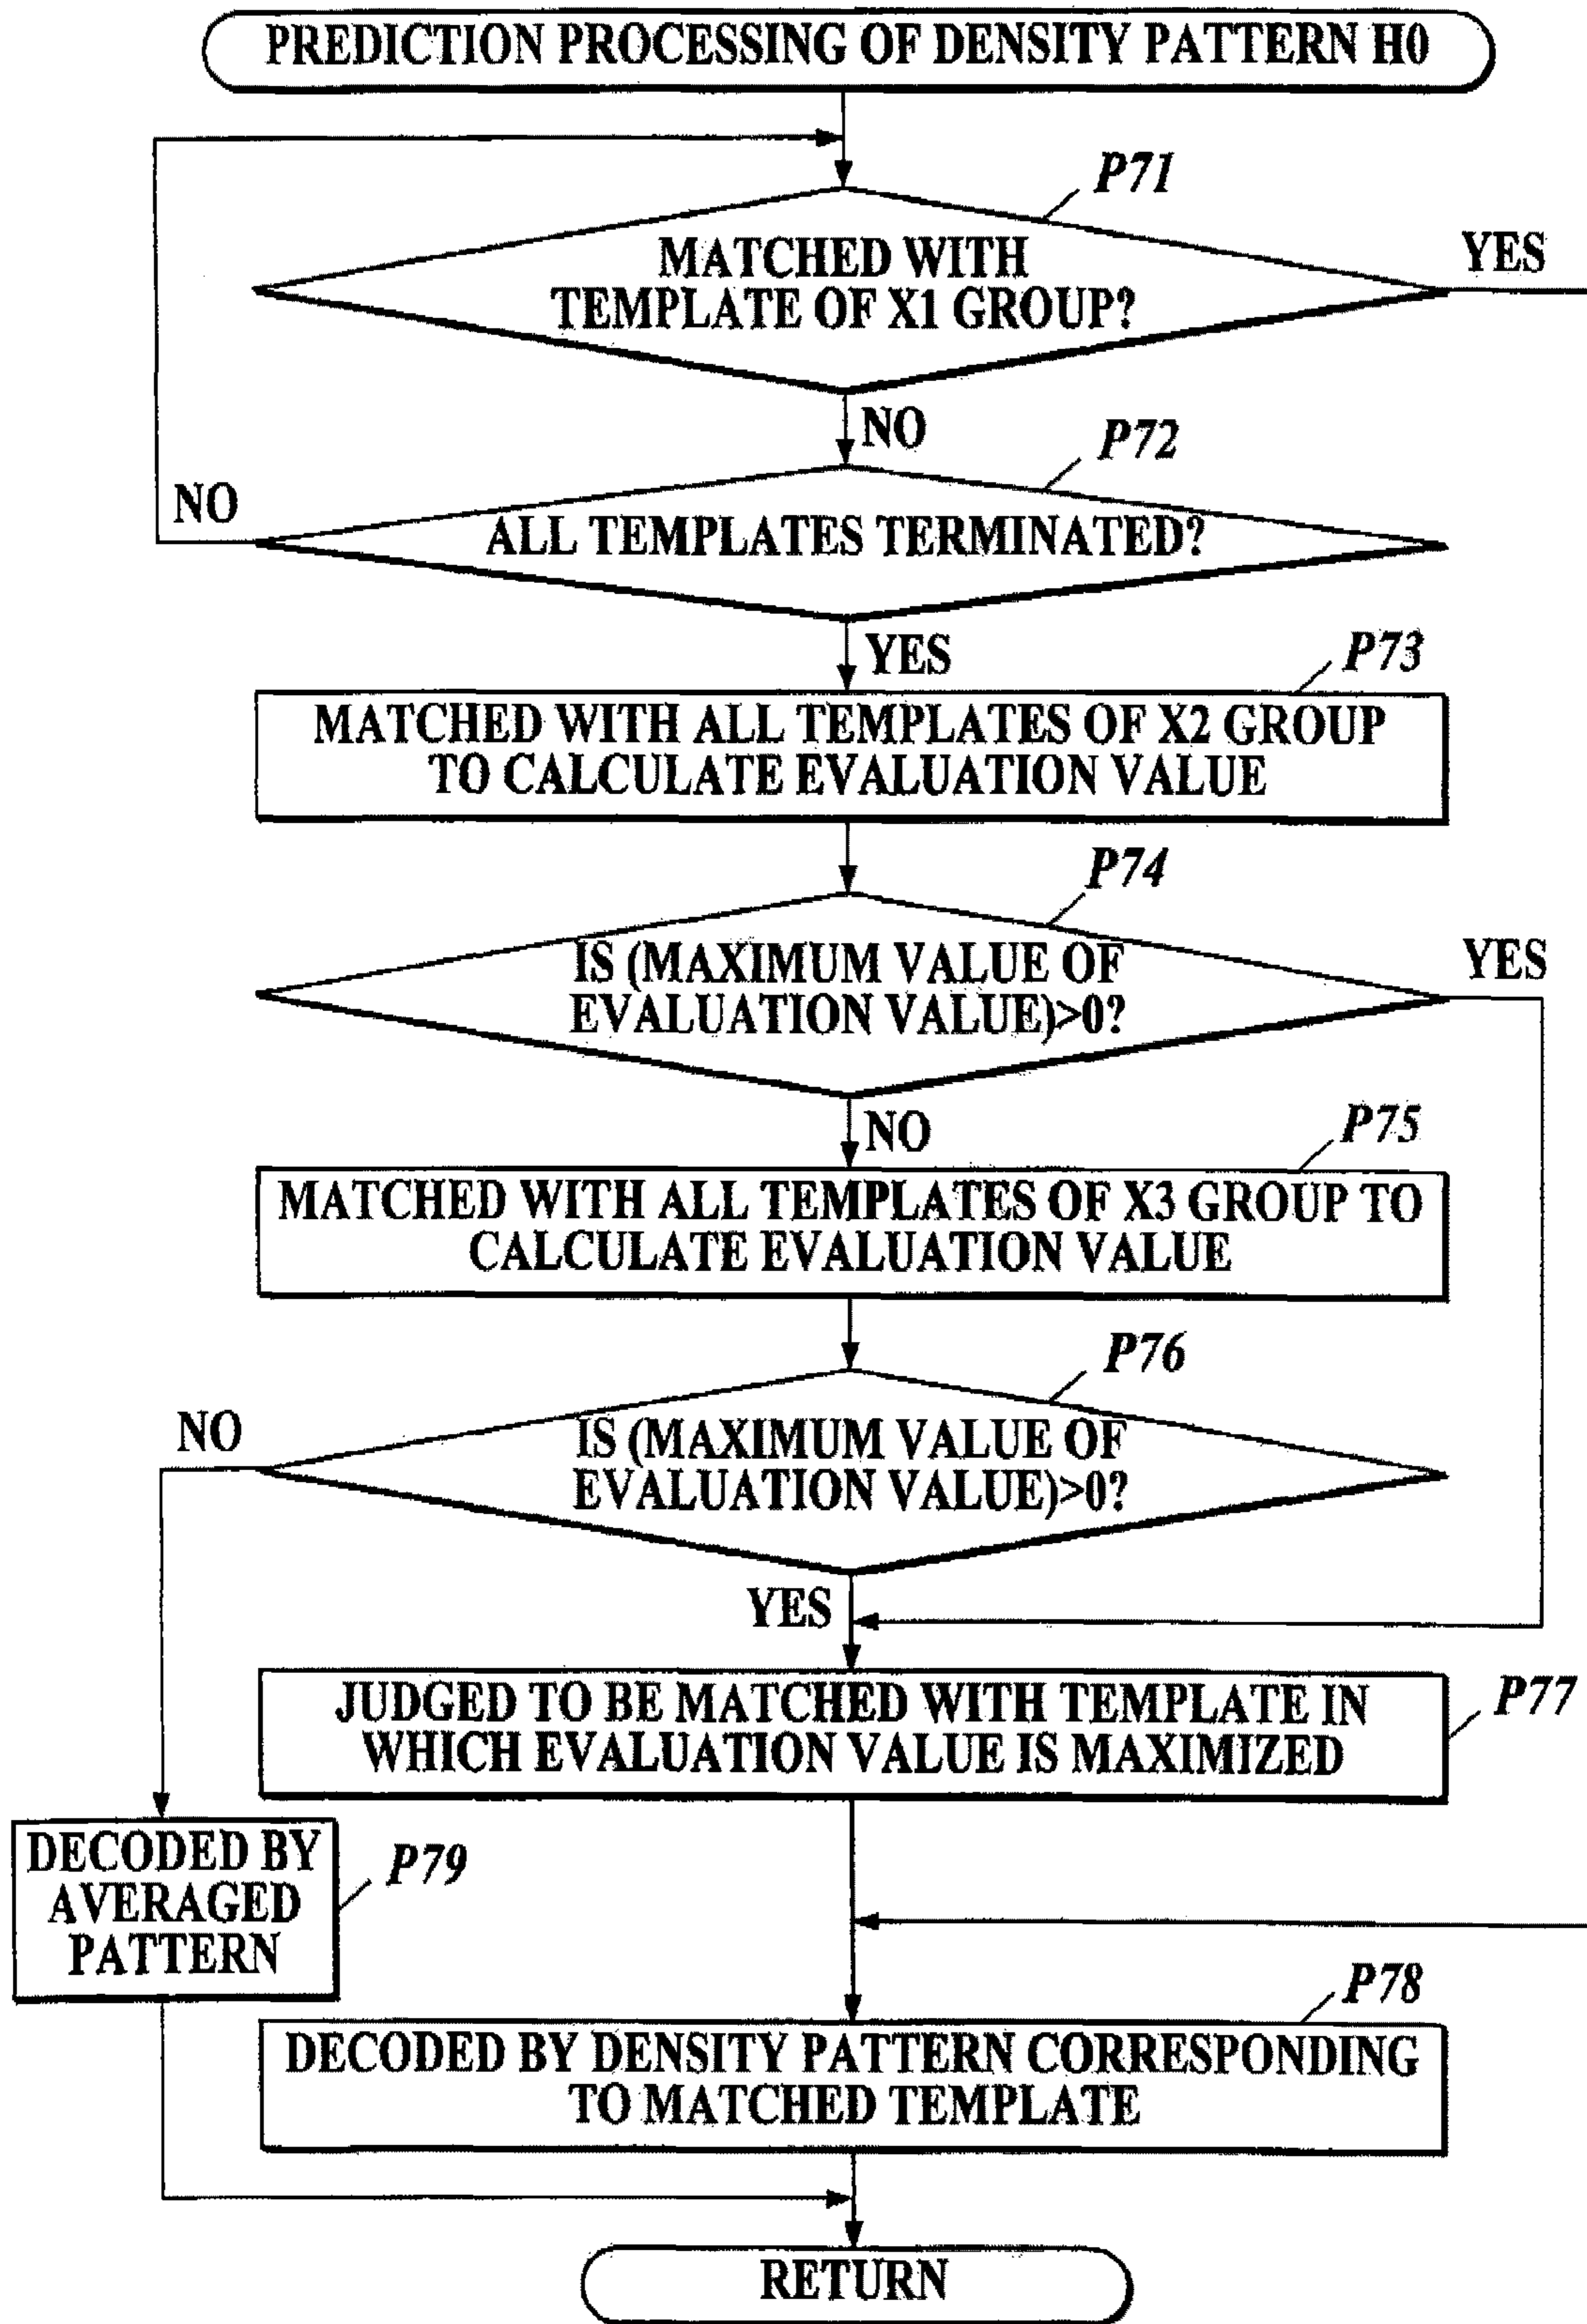 PREDICTION PROCESSING OF DENSITY PATTERN H0
P71
MATCHED WITH
TEMPLATE OF X1 GROUP?
YES
NO
P72
NO
ALL TEMPLATES TERMINATED?
YES
P73
MATCHED WITH ALL TEMPLATES OF X2 GROUP
TO CALCULATE EVALUATION VALUE
P74
IS (MAXIMUM VALUE OF
EVALUATION VALUE)>0?
YES
NO
P75
MATCHED WITH ALL TEMPLATES OF X3 GROUP TO
CALCULATE EVALUATION VALUE
P76
NO
IS (MAXIMUM VALUE OF
EVALUATION VALUE)>0?
YES
JUDGED TO BE MATCHED WITH TEMPLATE IN
WHICH EVALUATION VALUE IS MAXIMIZED
P77
DECODED BY
AVERAGED
PATTERN
P79
P78
DECODED BY DENSITY PATTERN CORRESPONDING
TO MATCHED TEMPLATE
RETURN